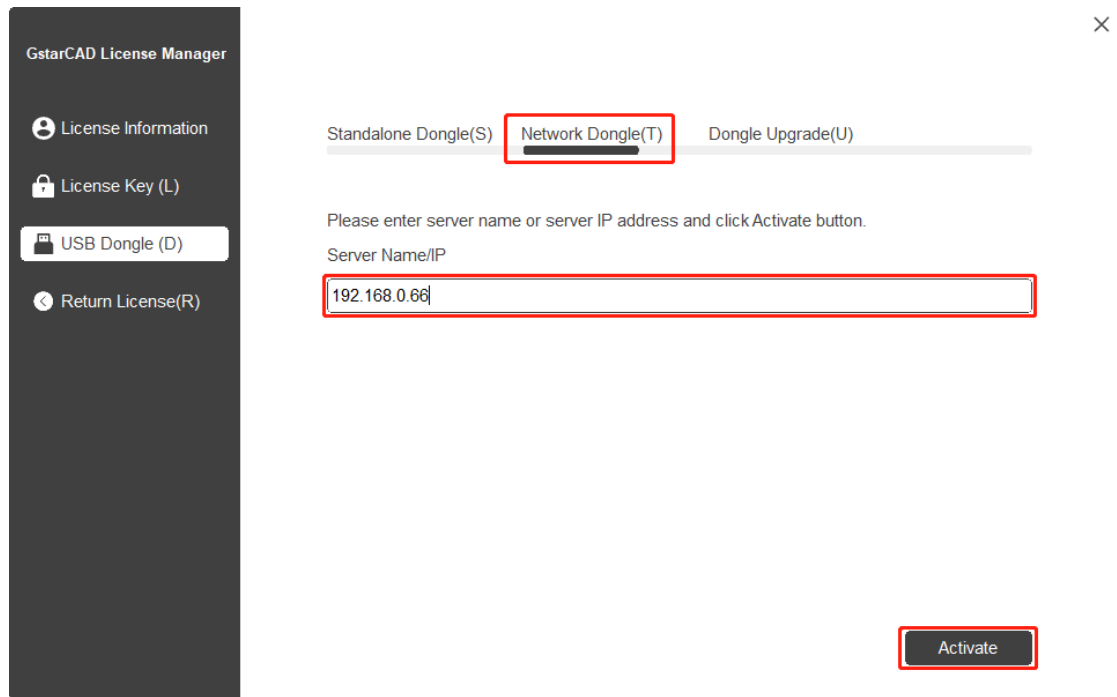 GstarCAD License Manager
License Information
License Key (L)
USB Dongle (D)
Return License(R)
Standalone Dongle(S)
Network Dongle(T)
Dongle Upgrade(U)
Please enter server name or server IP address and click Activate button.
Server Name/IP
192.168.0.66
Activate